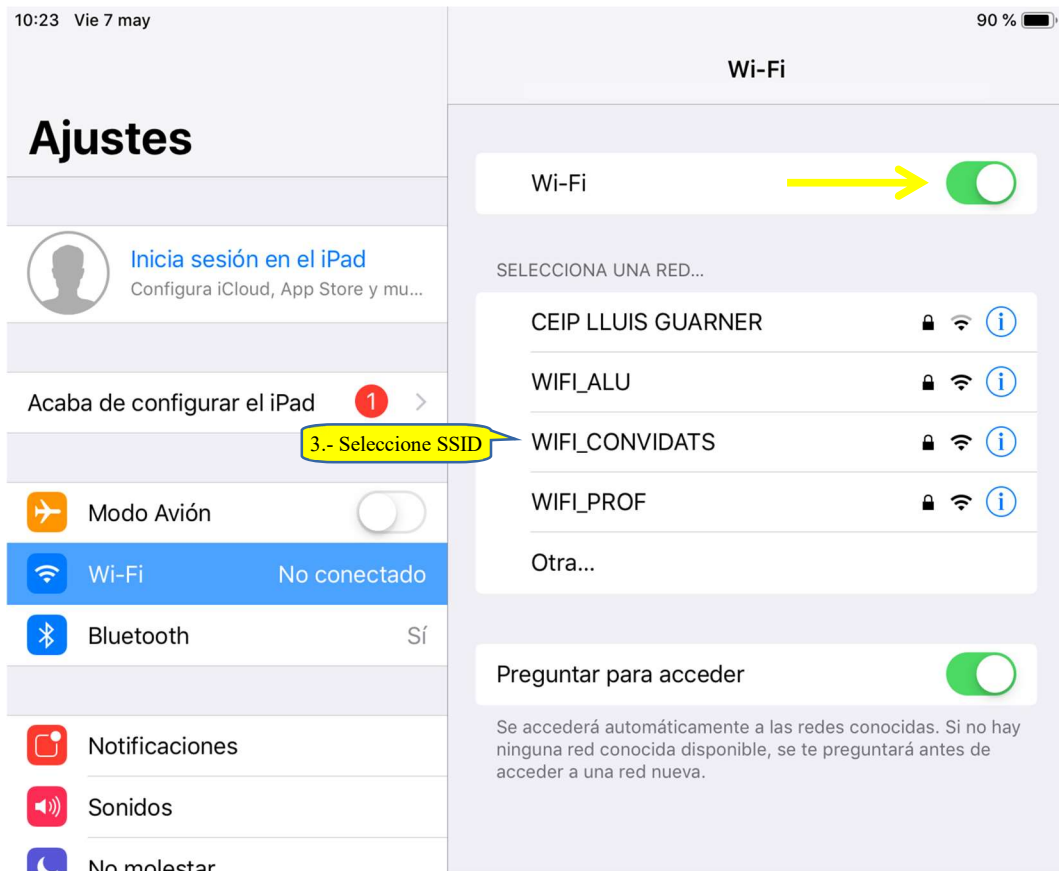 10:23 Vie 7 may
90 %
Ajustes
Inicia sesión en el iPad
Configura iCloud, App Store y mu...
Acaba de configurar el iPad 1
3.- Seleccione SSID
Modo Avión
Wi-Fi No conectado
Bluetooth Sí
Notificaciones
Sonidos
No molestar
Wi-Fi
Wi-Fi
SELECCIONA UNA RED...
CEIP LLUIS GUARNER
WIFI_ALU
WIFI_CONVIDATS
WIFI_PROF
Otra...
Preguntar para acceder
Se accederá automáticamente a las redes conocidas. Si no hay
ninguna red conocida disponible, se te preguntará antes de
acceder a una red nueva.